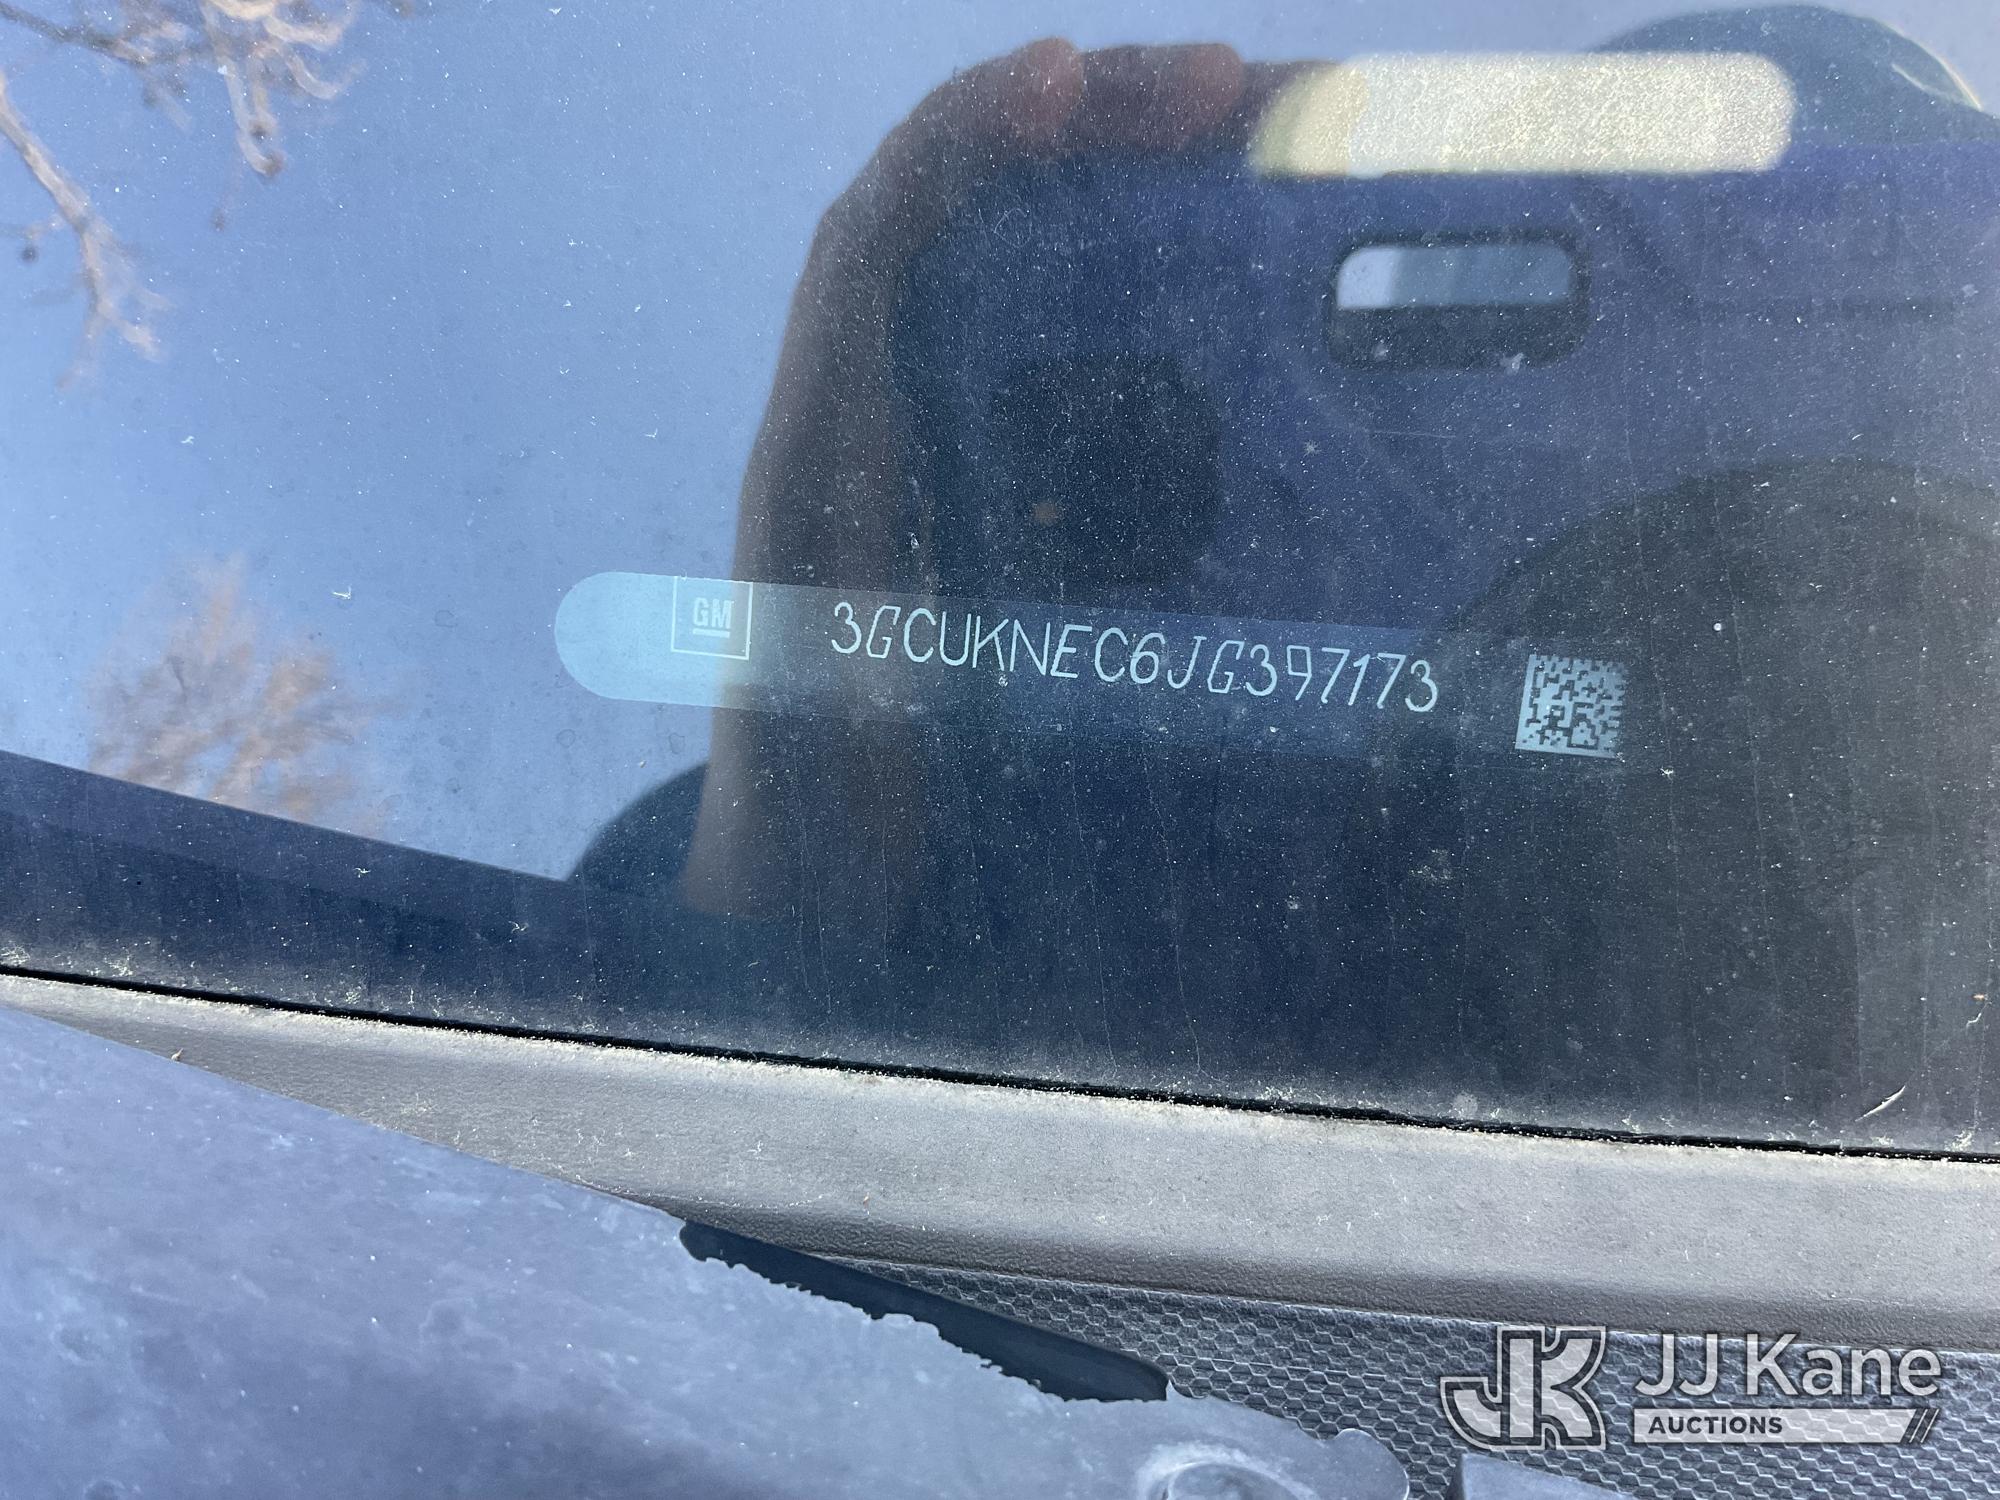 GM 3GCUKNEC6JG397173
JJ Kane
AUCTIONS